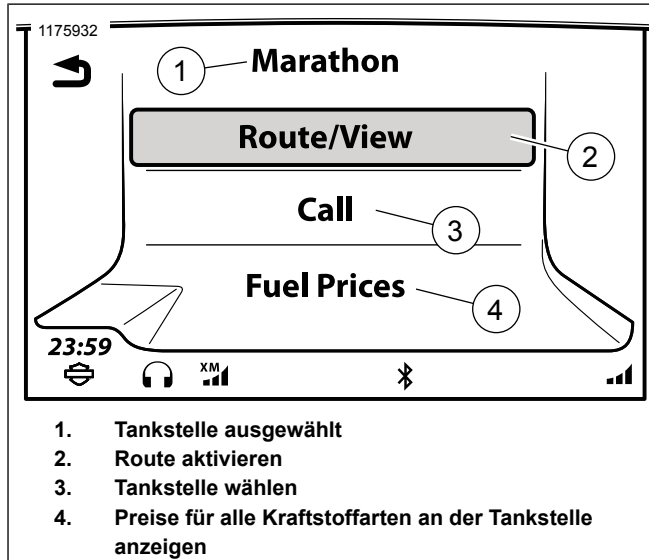 1175932
1
Marathon
Route/View
2
Call
3
Fuel Prices
4
23:59
XM
1. Tankstelle ausgewählt
2. Route aktivieren
3. Tankstelle wählen
4. Preise für alle Kraftstoffarten an der Tankstelle
anzeigen